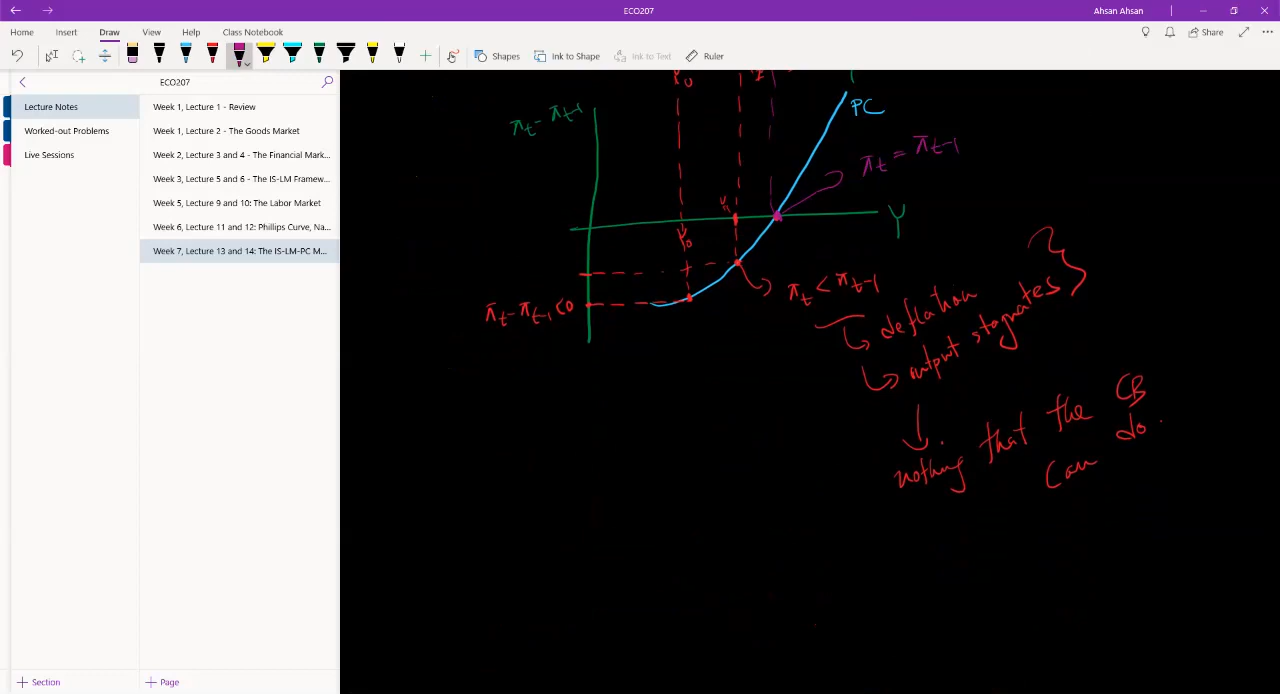 ECO207
Ahsan Ahsan
Home Insert Draw View Help Class Notebook
Share
Shapes
Ink to Shape
Ink to Text
Ruler
ECO207
Lecture Notes
Worked-out Problems
Live Sessions
Week 1, Lecture 1 - Review
Week 1, Lecture 2 - The Goods Market
Week 2, Lecture 3 and 4 - The Financial Mark...
Week 3, Lecture 5 and 6 - The IS-LM Framew...
Week 5, Lecture 9 and 10: The Labor Market
Week 6, Lecture 11 and 12: Phillips Curve, Na...
Week 7, Lecture 13 and 14: The IS-LM-PC M...
Section
Page
Y₀
πt - πt-1
PC
πt = πt-1
Y
Y₀
πt - πt-1 <0
πt < πt-1
deflation
output stagnates
nothing that the CB
can do.